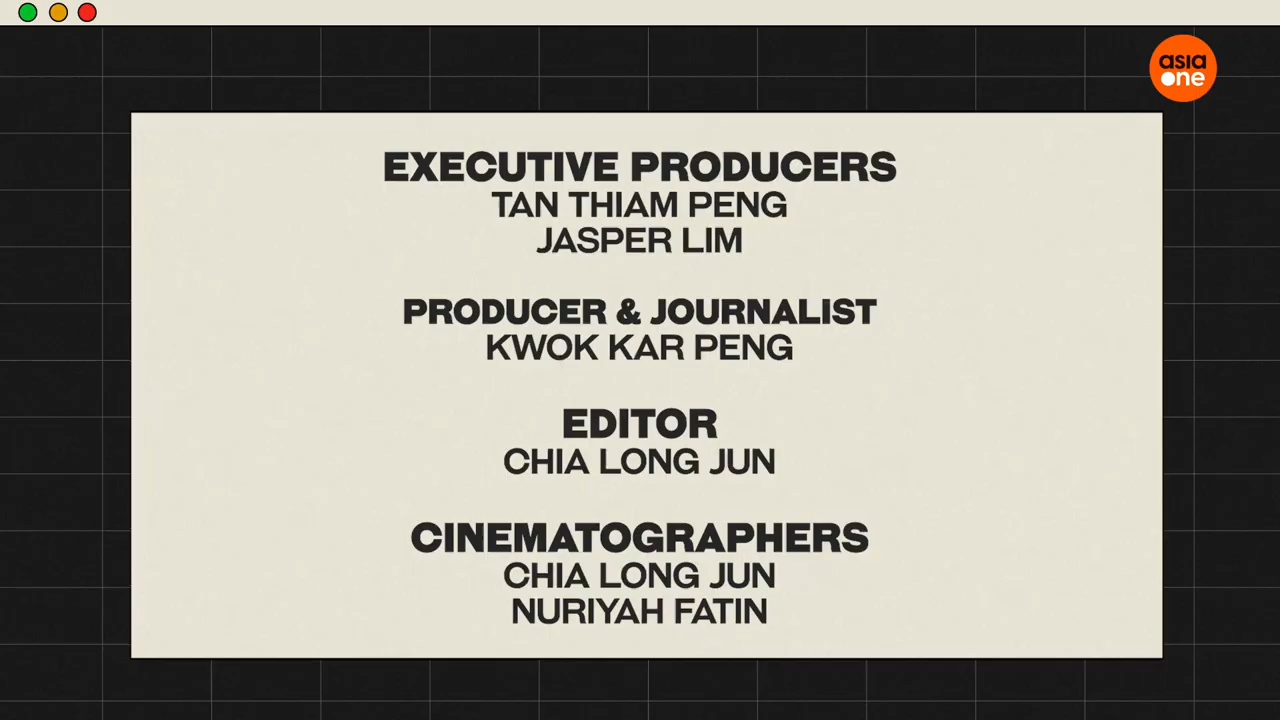 asia
one
EXECUTIVE PRODUCERS
TAN THIAM PENG
JASPER LIM
PRODUCER & JOURNALIST
KWOK KAR PENG
EDITOR
CHIA LONG JUN
CINEMATOGRAPHERS
CHIA LONG JUN
NURIYAH FATIN